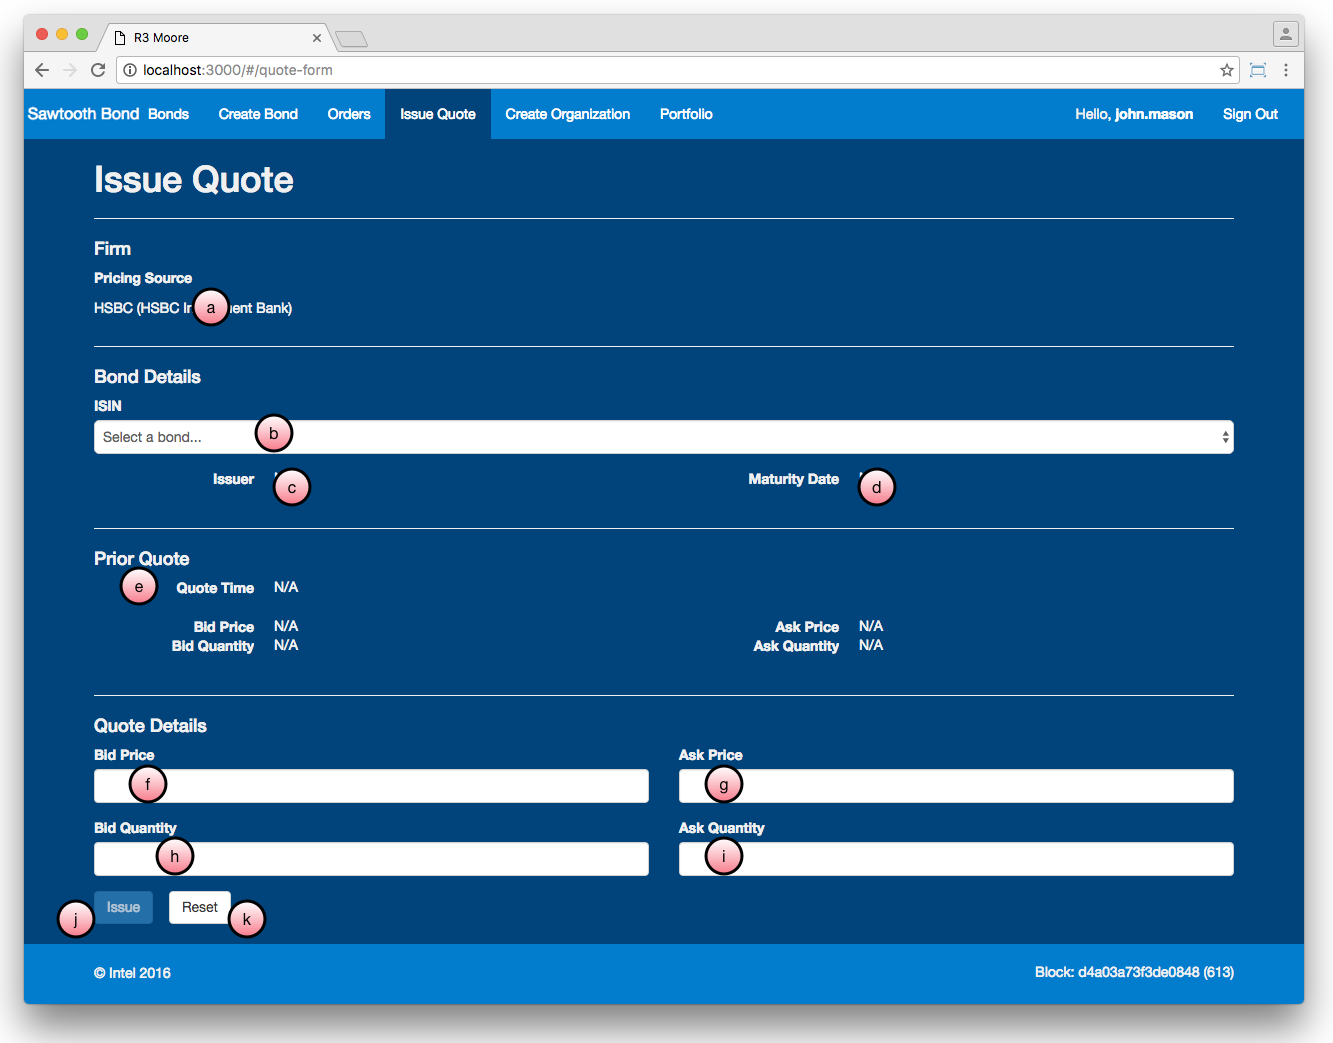 R3 Moore
localhost:3000/#/quote-form
Sawtooth Bond Bonds Create Bond Orders Issue Quote Create Organization Portfolio Hello, john.mason Sign Out
Issue Quote
Firm
Pricing Source
HSBC (HSBC In a ent Bank)
Bond Details
ISIN
Select a bond... b
Issuer c Maturity Date d
Prior Quote
e Quote Time N/A
Bid Price N/A Ask Price N/A
Bid Quantity N/A Ask Quantity N/A
Quote Details
Bid Price Ask Price
f g
Bid Quantity Ask Quantity
h i
j Issue Reset k
© Intel 2016 Block: d4a03a73f3de0848 (613)